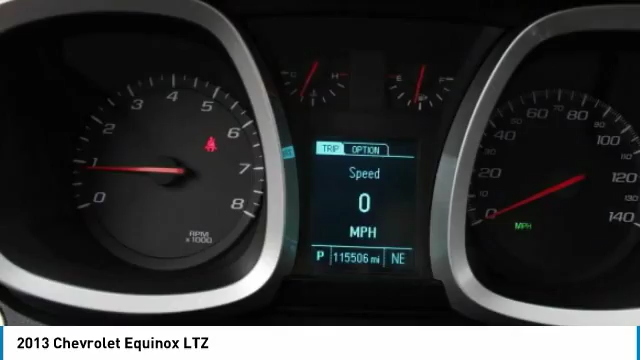 0 1 2 3 4 5 6 7 8
RPM
x 1000
C H
E F
TRIP OPTION
Speed
0
MPH
P 115506 mi NE
0 20 40 60 80 100 120 140
MPH
2013 Chevrolet Equinox LTZ